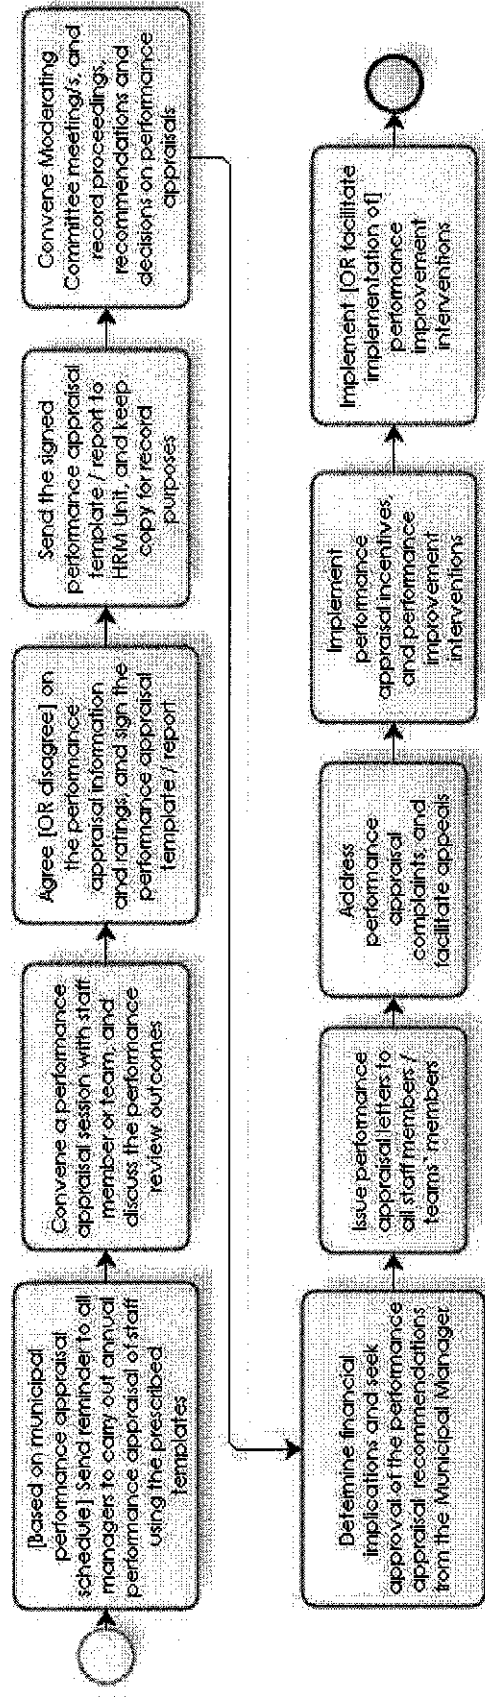 [Based on municipal
performance appraisal
schedule] Send reminder to all
managers to carry out annual
performance appraisal of staff
using the prescribed
templates
Convene a performance
appraisal session with staff
member or team, and
discuss the performance
review outcomes
Agree [OR disagree] on
the performance
appraisal information
and ratings, and sign the
performance appraisal
template / report
Send the signed
performance appraisal
template / report to
HRM Unit, and keep
copy for record
purposes
Convene Moderating
Committee meeting/s, and
record proceedings,
recommendations and
decisions on performance
appraisals
Determine financial
implications and seek
approval of the performance
appraisal recommendations
from the Municipal Manager
Issue performance
appraisal letters to
all staff members /
teams' members
Address
performance
appraisal
complaints, and
facilitate appeals
Implement
performance
appraisal incentives,
and performance
improvement
interventions
Implement [OR facilitate
implementation of]
performance
improvement
interventions